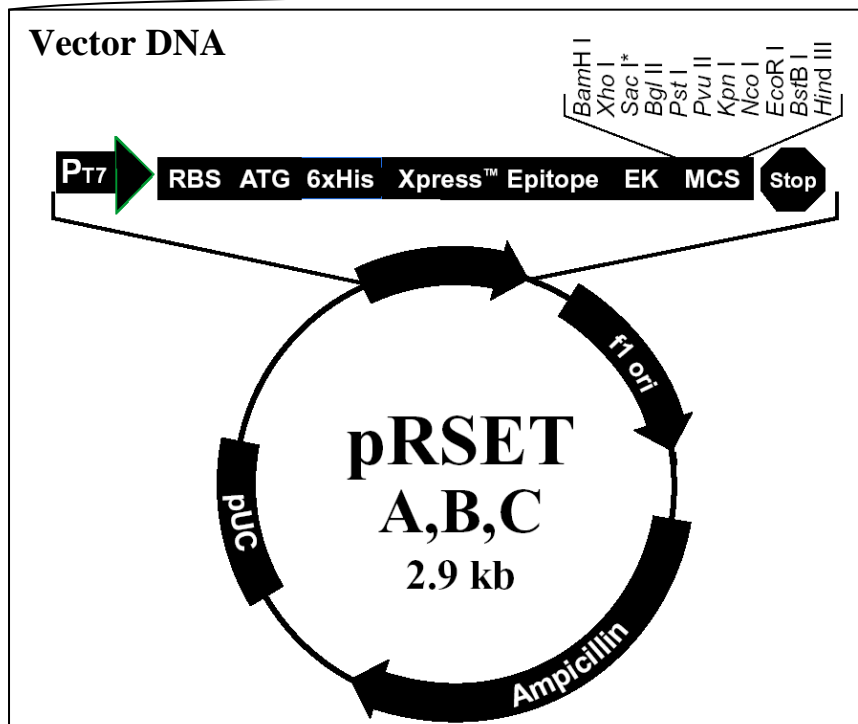 Vector DNA
BamH I
Xho I
Sac I*
Bgl II
Pst I
Pvu II
Kpn I
Nco I
EcoR I
BstB I
Hind III
PT7
RBS ATG 6xHis Xpress™ Epitope EK MCS Stop
f1 ori
pRSET
A,B,C
2.9 kb
pUC
Ampicillin